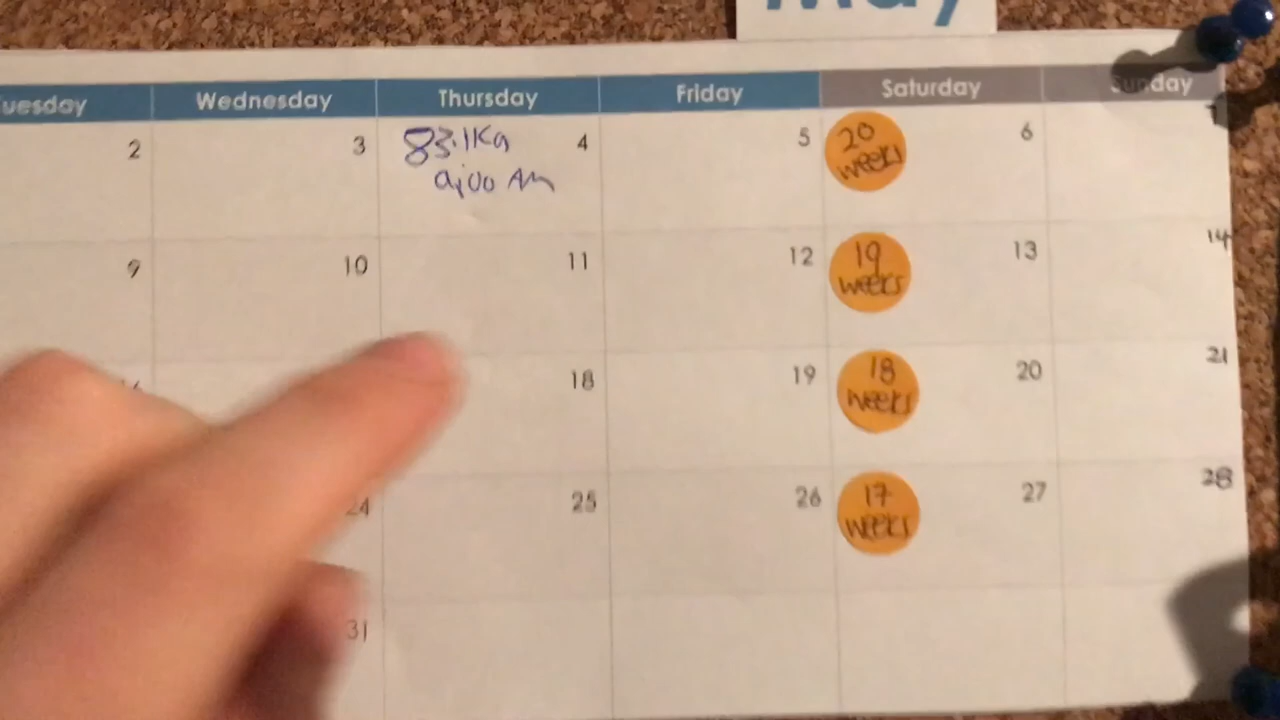 May
Tuesday Wednesday Thursday Friday Saturday Sunday
2 3 83.1Kg 4 5 20 6 7
9:00 AM weeks
9 10 11 12 19 13 14
weeks
18 19 18 20 21
weeks
24 25 26 17 27 28
weeks
31